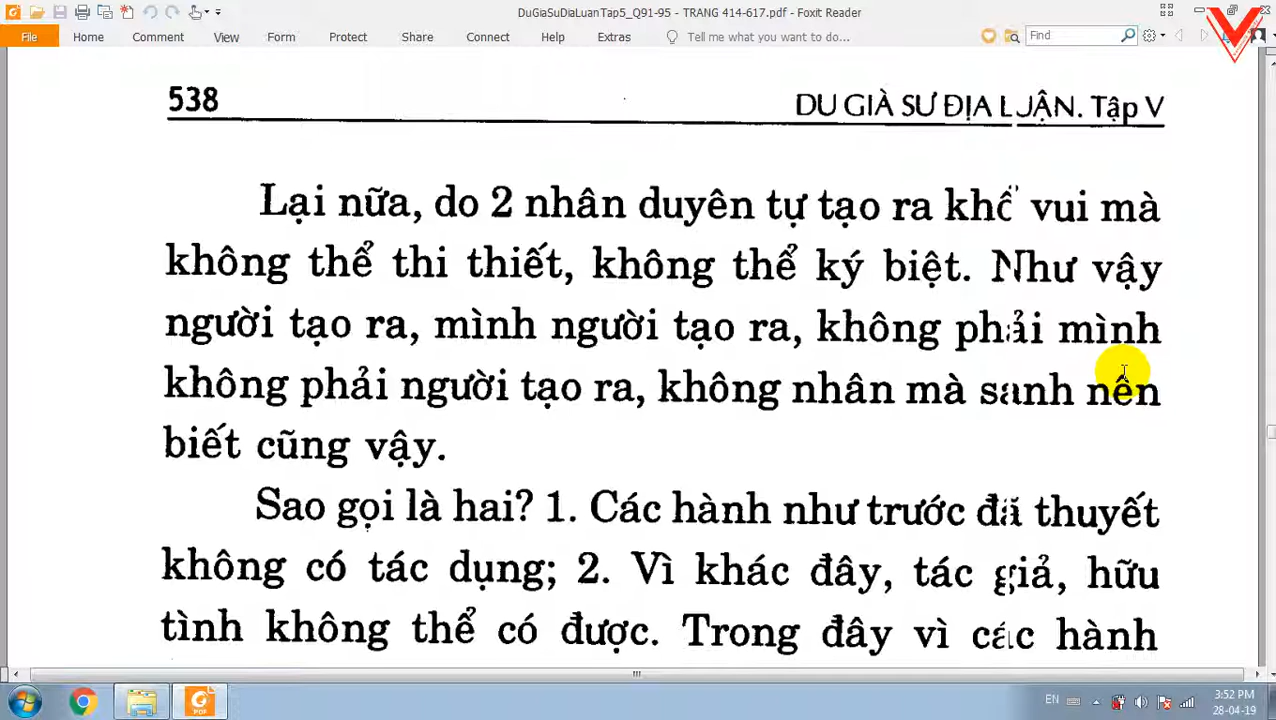 DuGiaSuDiaLuanTap5_Q91-95 - TRANG 414-617.pdf - Foxit Reader
File Home Comment View Form Protect Share Connect Help Extras Tell me what you want to do... Find
538 DU GIÀ SƯ ĐỊA LUẬN. Tập V
Lại nữa, do 2 nhân duyên tự tạo ra khổ vui mà
không thể thi thiết, không thể ký biệt. Như vậy
người tạo ra, mình người tạo ra, không phải mình
không phải người tạo ra, không nhân mà sanh nên
biết cũng vậy.
Sao gọi là hai? 1. Các hành như trước đã thuyết
không có tác dụng; 2. Vì khác đây, tác giả, hữu
tình không thể có được. Trong đây vì các hành
EN 3:52 PM
28-04-19